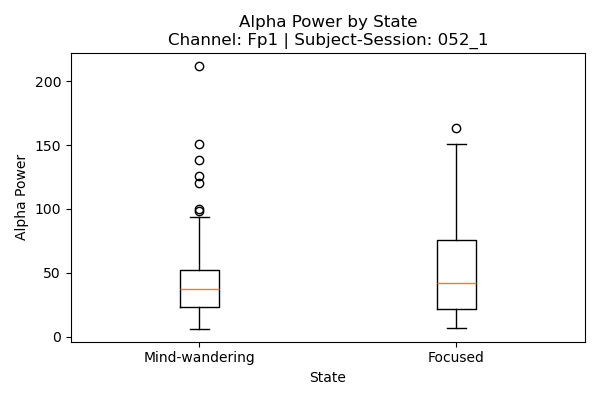 Alpha Power by State
Channel: Fp1 | Subject-Session: 052_1
200
150
100
50
0
Alpha Power
Mind-wandering
Focused
State